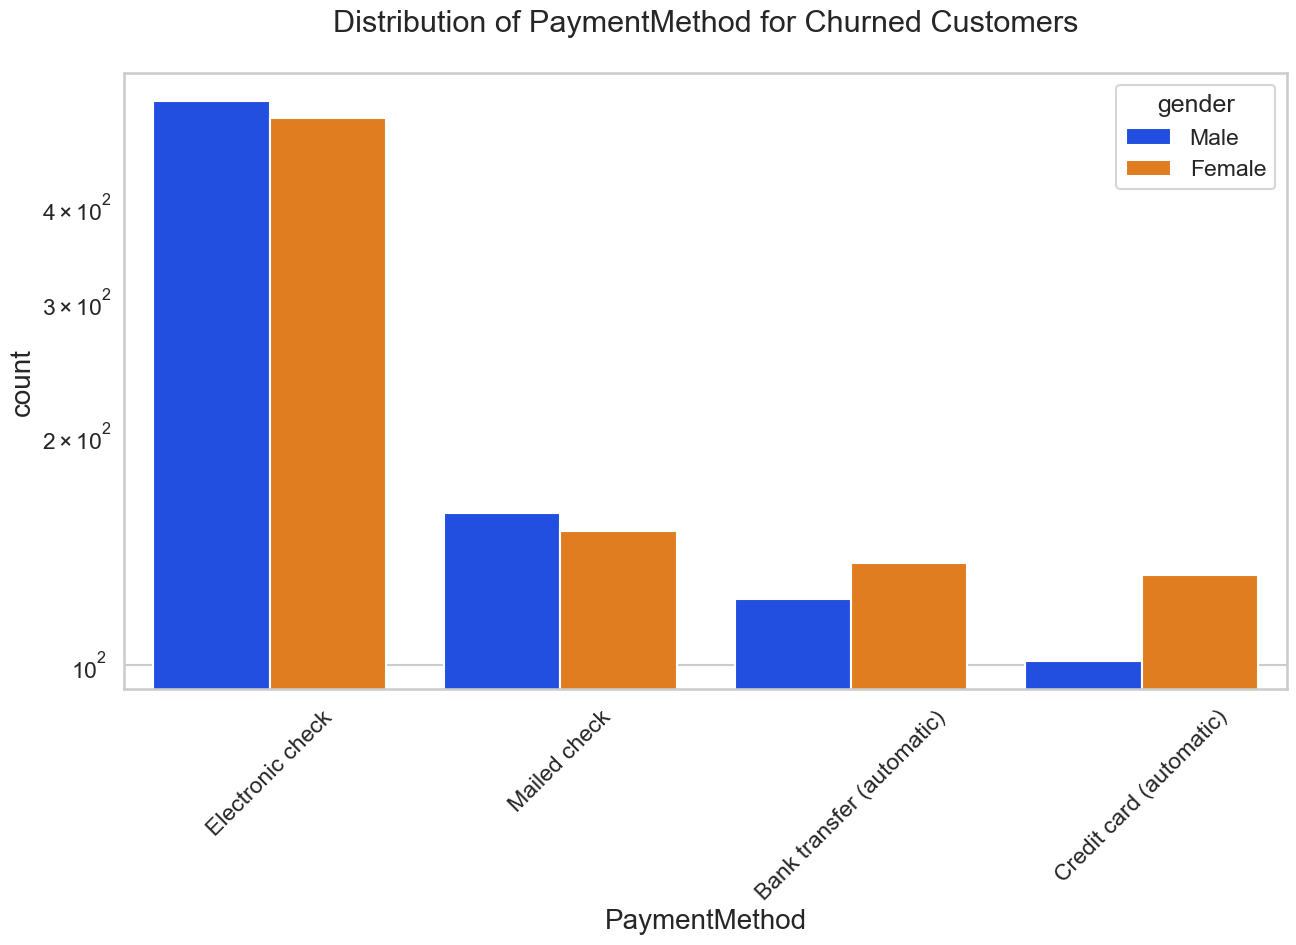 Distribution of PaymentMethod for Churned Customers
gender
Male
Female
4 × 10²
3 × 10²
2 × 10²
10²
count
Electronic check
Mailed check
Bank transfer (automatic)
Credit card (automatic)
PaymentMethod